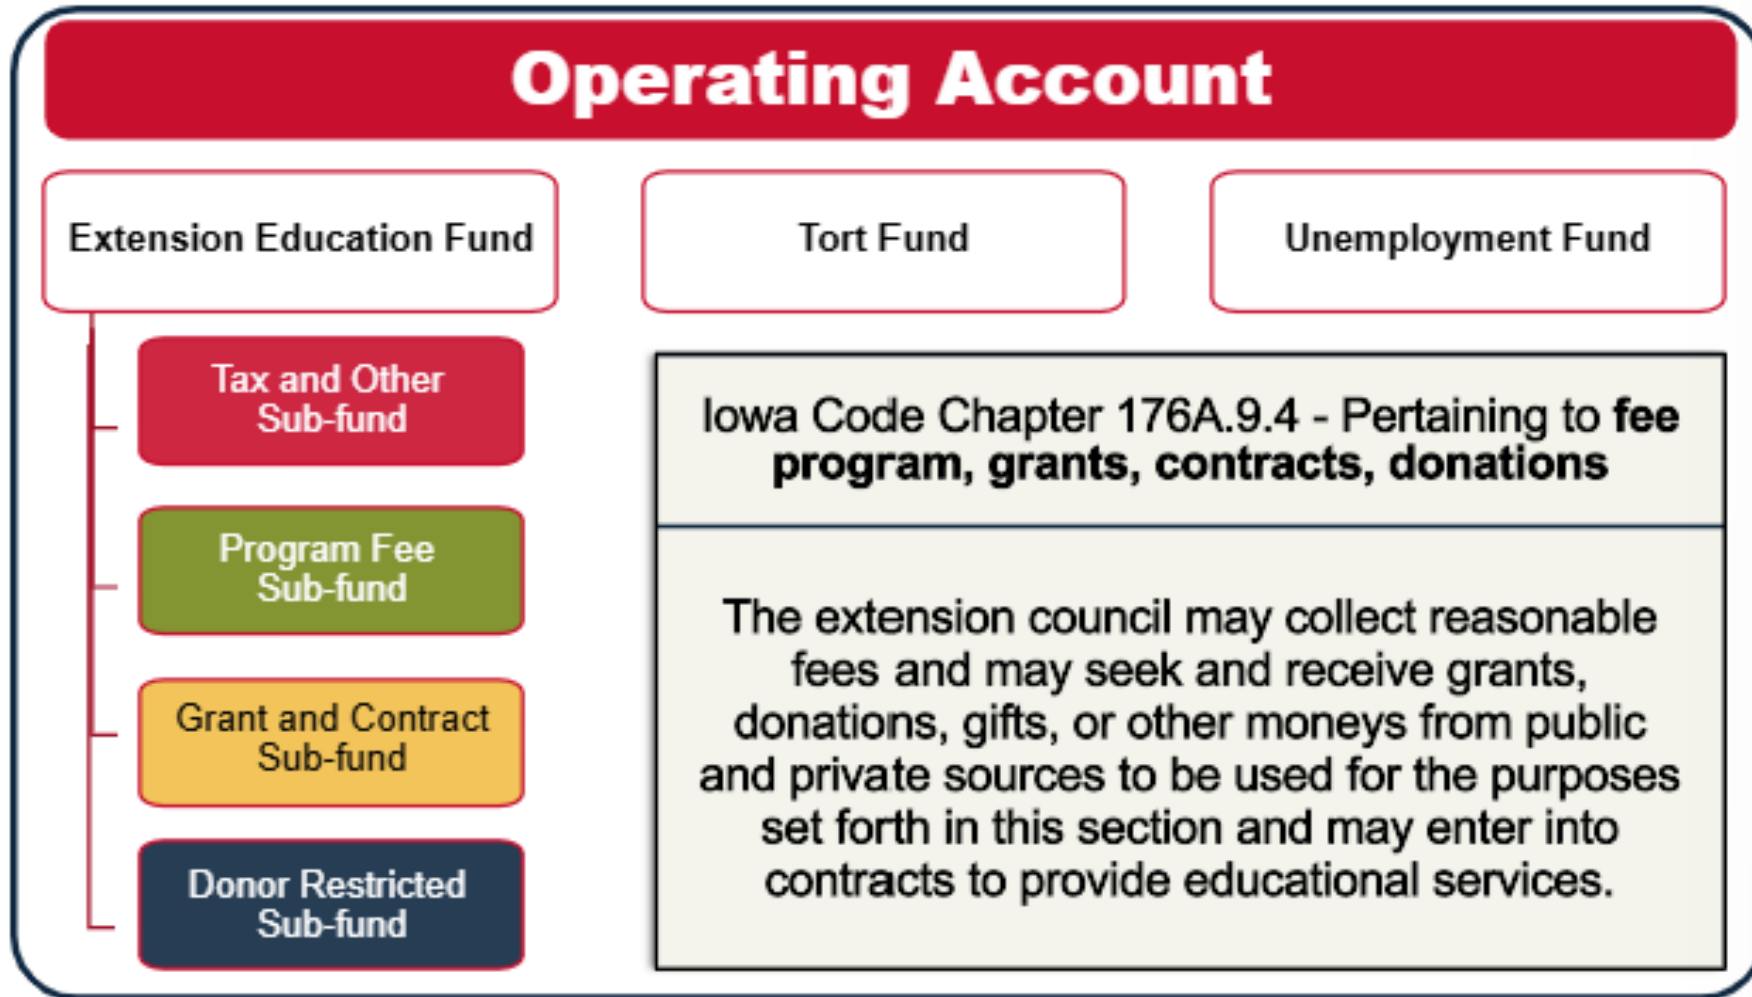 Operating Account
Extension Education Fund
Tort Fund
Unemployment Fund
Tax and Other
Sub-fund
Program Fee
Sub-fund
Grant and Contract
Sub-fund
Donor Restricted
Sub-fund
Iowa Code Chapter 176A.9.4 - Pertaining to fee
program, grants, contracts, donations
The extension council may collect reasonable
fees and may seek and receive grants,
donations, gifts, or other moneys from public
and private sources to be used for the purposes
set forth in this section and may enter into
contracts to provide educational services.